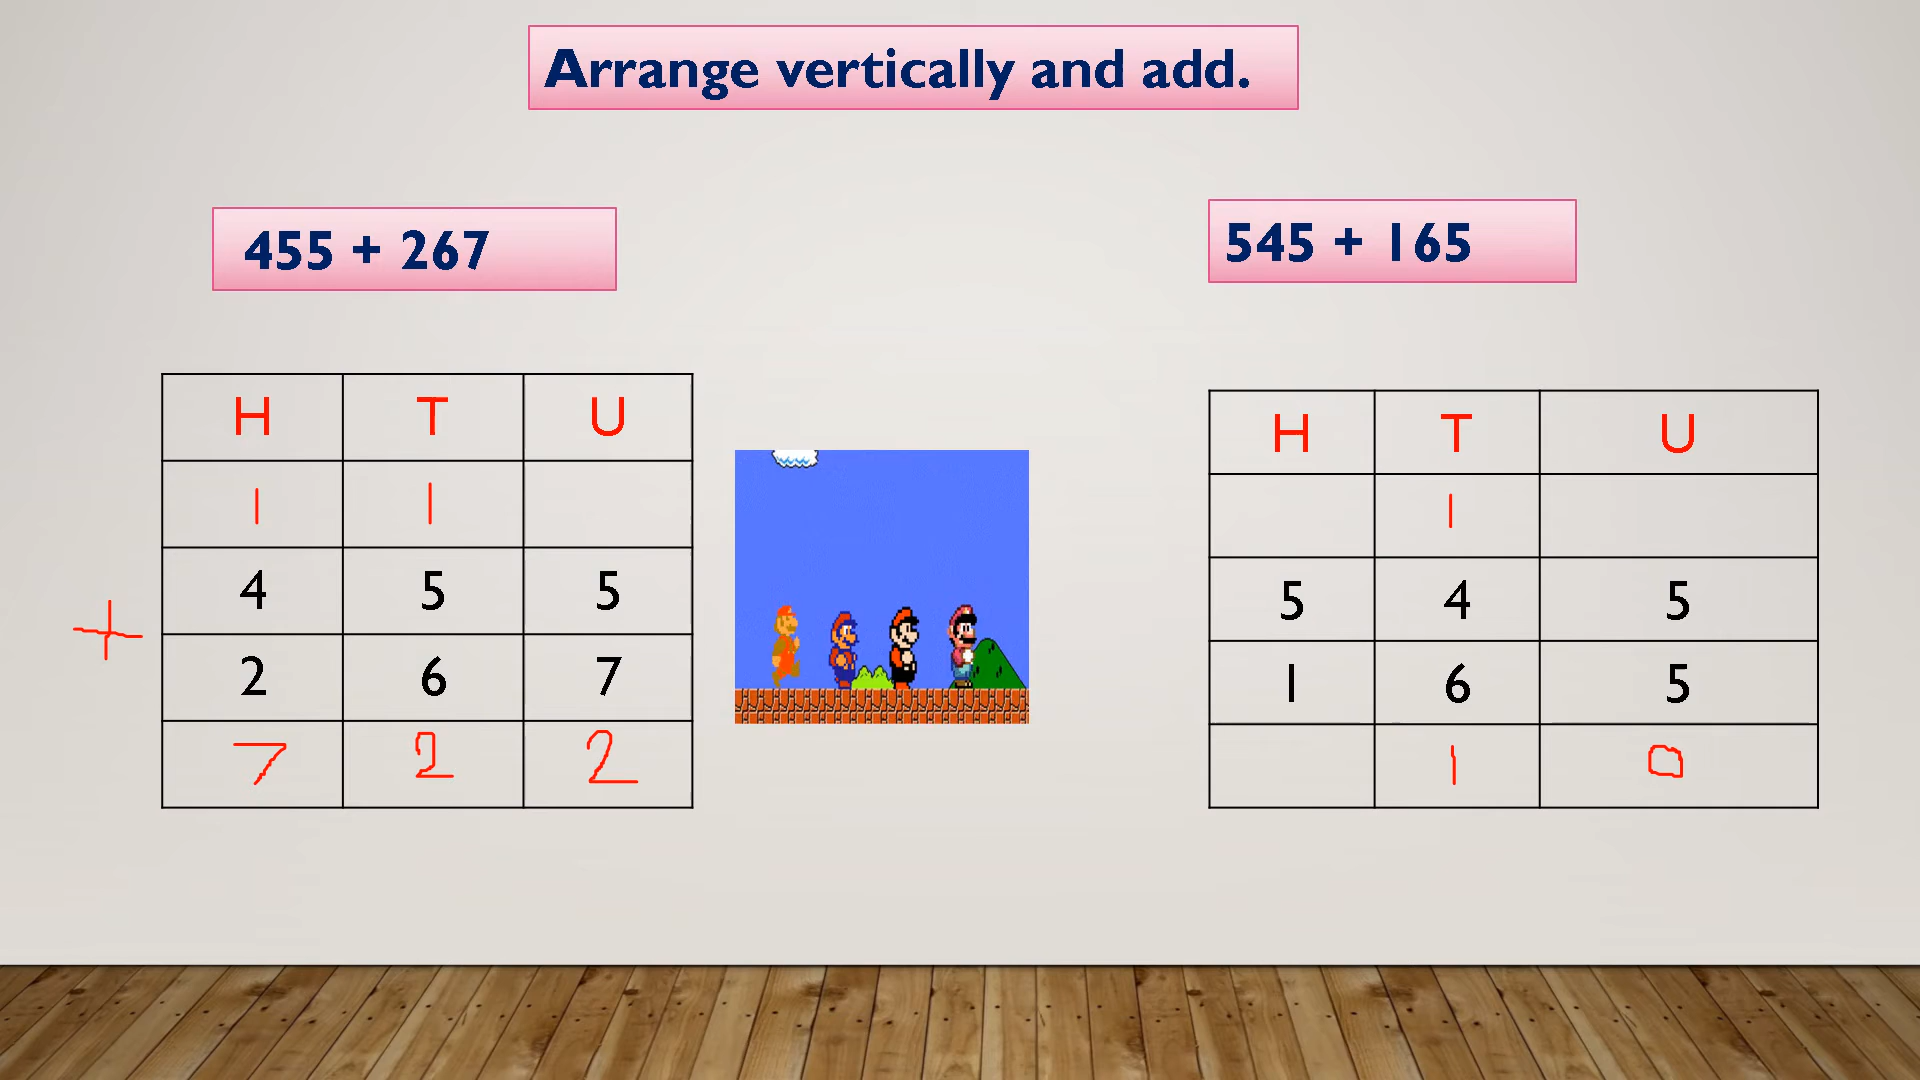 Arrange vertically and add.
455 + 267
H T U
1 1
4 5 5
+
2 6 7
7 2 2
545 + 165
H T U
1
5 4 5
1 6 5
1 0